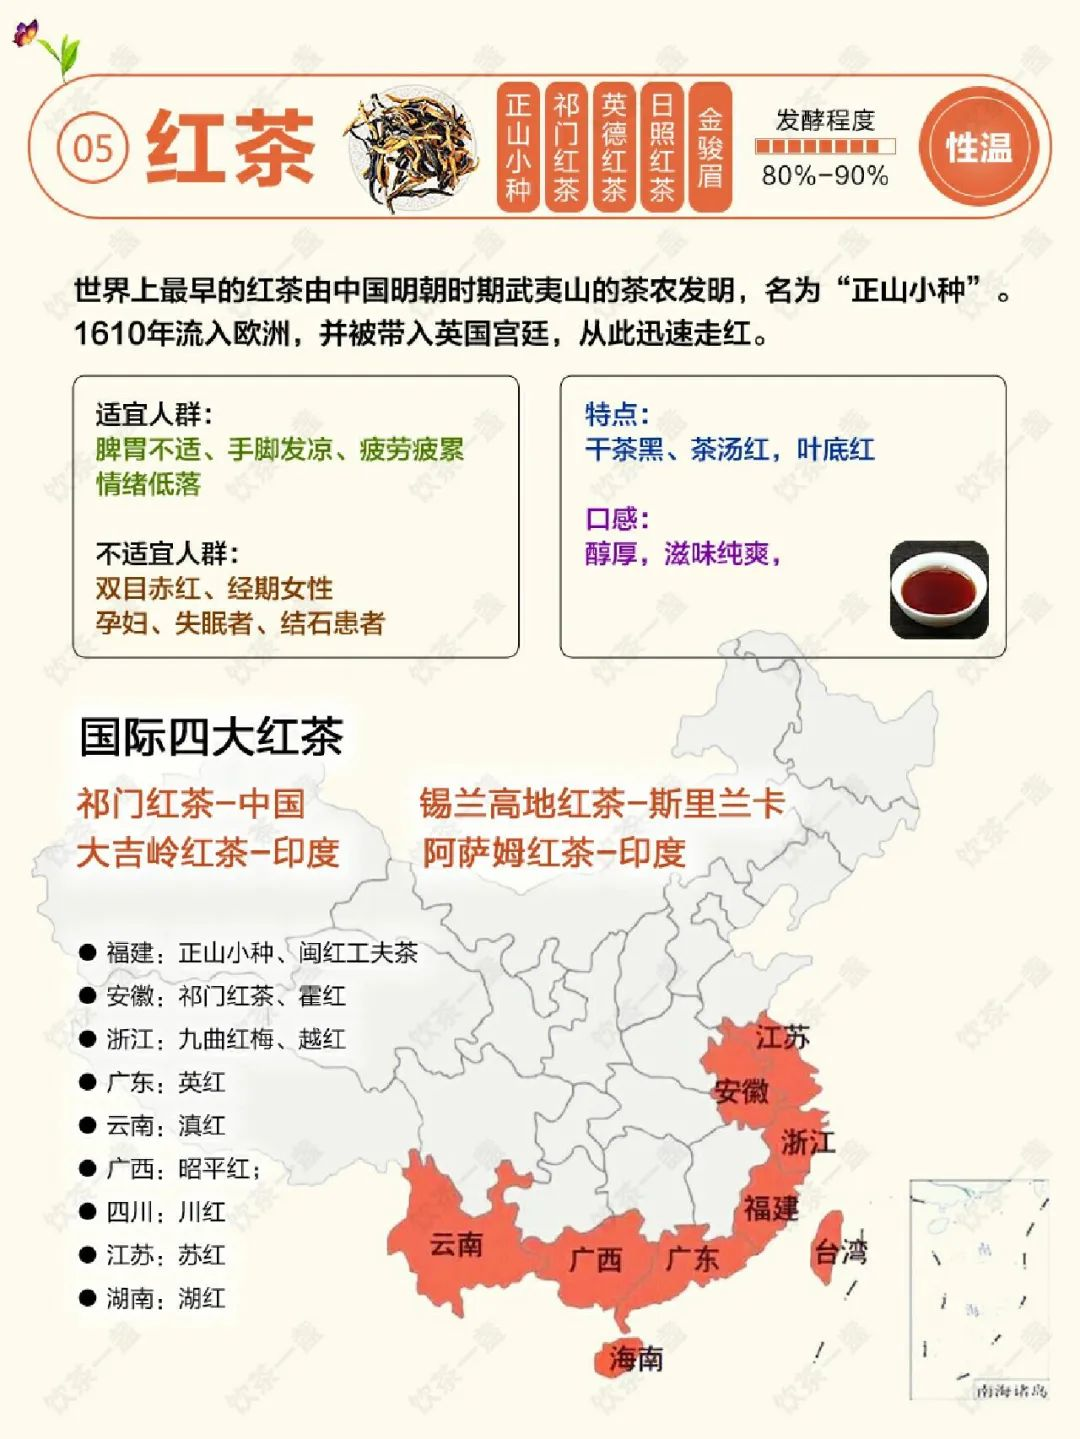 05
红茶
正山小种
祁门红茶
英德红茶
日照红茶
金骏眉
发酵程度
80%-90%
性温
世界上最早的红茶由中国明朝时期武夷山的茶农发明，名为“正山小种”。
1610年流入欧洲，并被带入英国宫廷，从此迅速走红。
适宜人群：
脾胃不适、手脚发凉、疲劳疲累
情绪低落
不适宜人群：
双目赤红、经期女性
孕妇、失眠者、结石患者
特点：
干茶黑、茶汤红，叶底红
口感：
醇厚，滋味纯爽，
国际四大红茶
祁门红茶-中国
锡兰高地红茶-斯里兰卡
大吉岭红茶-印度
阿萨姆红茶-印度
● 福建：正山小种、闽红工夫茶
● 安徽：祁门红茶、霍红
● 浙江：九曲红梅、越红
● 广东：英红
● 云南：滇红
● 广西：昭平红；
● 四川：川红
● 江苏：苏红
● 湖南：湖红
江苏
安徽
浙江
福建
台湾
云南
广西
广东
海南
南
海
南海诸岛
饮茶一盏